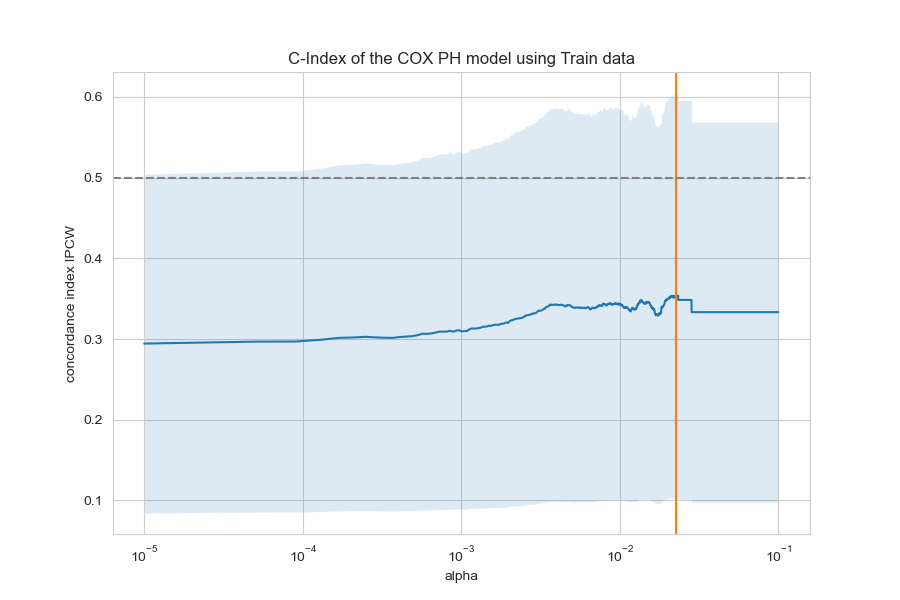 C-Index of the COX PH model using Train data
concordance index IPCW
0.6
0.5
0.4
0.3
0.2
0.1
10⁻⁵ 10⁻⁴ 10⁻³ 10⁻² 10⁻¹
alpha